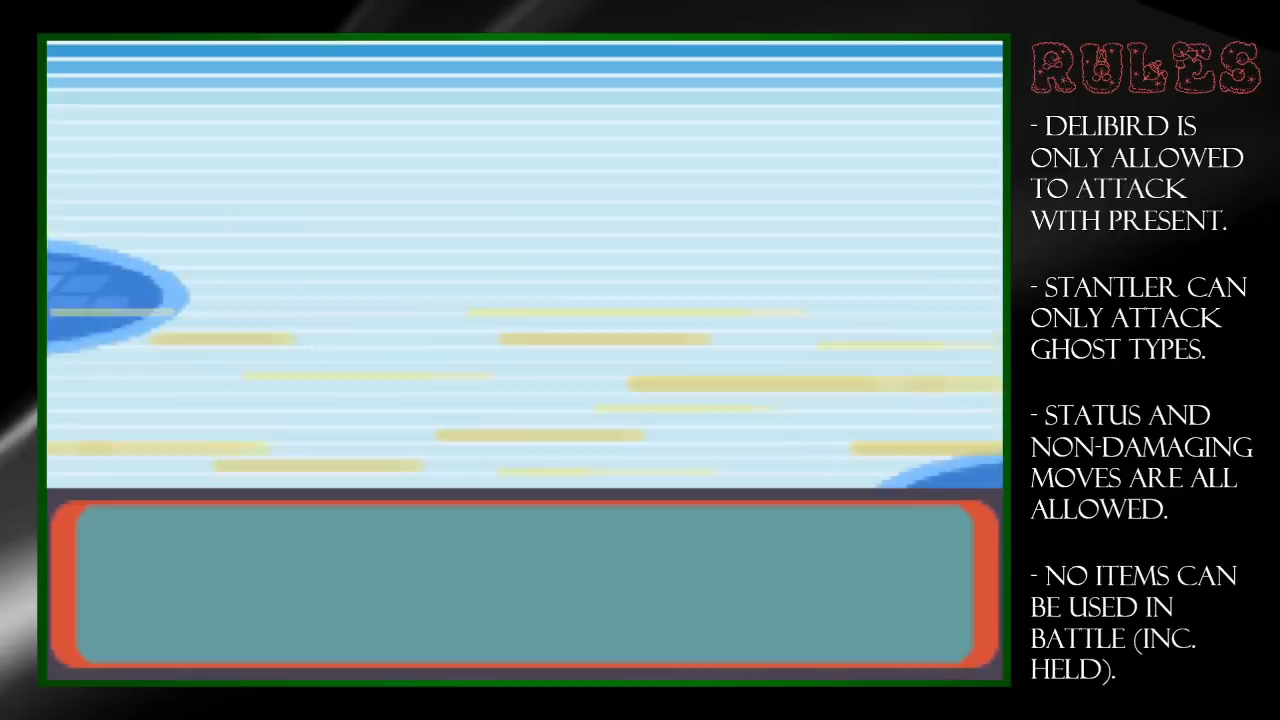 RULES
- DELIBIRD IS
ONLY ALLOWED
TO ATTACK
WITH PRESENT.
- STANTLER CAN
ONLY ATTACK
GHOST TYPES.
- STATUS AND
NON-DAMAGING
MOVES ARE ALL
ALLOWED.
- NO ITEMS CAN
BE USED IN
BATTLE (INC.
HELD).